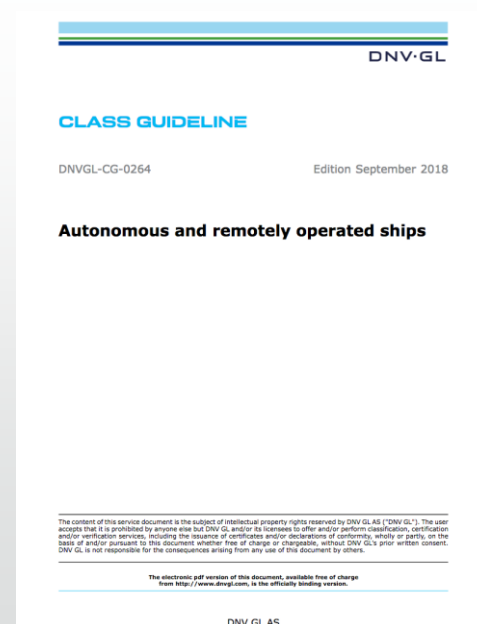 DNV·GL
CLASS GUIDELINE
DNVGL-CG-0264 Edition September 2018
Autonomous and remotely operated ships
The content of this service document is the subject of intellectual property rights reserved by DNV GL AS ("DNV GL"). The user
accepts that it is prohibited by anyone else but DNV GL and/or its licensees to offer and/or perform classification, certification
and/or verification services, including the issuance of certificates and/or declarations of conformity, wholly or partly, on the
basis of and/or pursuant to this document whether free of charge or chargeable, without DNV GL's prior written consent.
DNV GL is not responsible for the consequences arising from any use of this document by others.
The electronic pdf version of this document, available free of charge
from http://www.dnvgl.com, is the officially binding version.
DNV GL AS